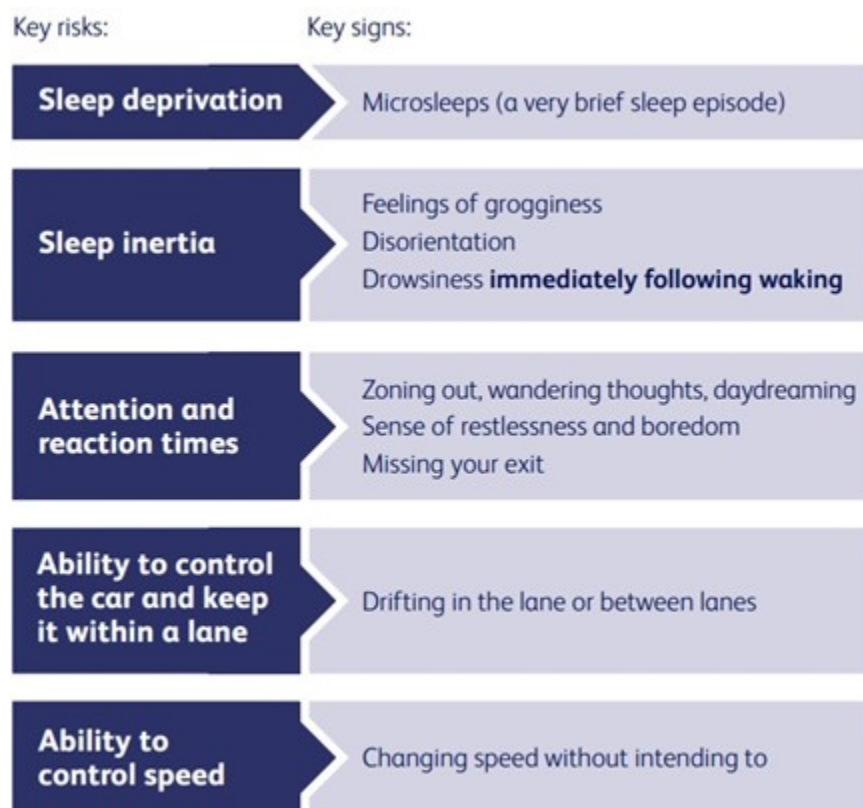 Key risks:
Key signs:
Sleep deprivation
Microsleeps (a very brief sleep episode)
Sleep inertia
Feelings of grogginess
Disorientation
Drowsiness immediately following waking
Attention and
reaction times
Zoning out, wandering thoughts, daydreaming
Sense of restlessness and boredom
Missing your exit
Ability to control
the car and keep
it within a lane
Drifting in the lane or between lanes
Ability to
control speed
Changing speed without intending to